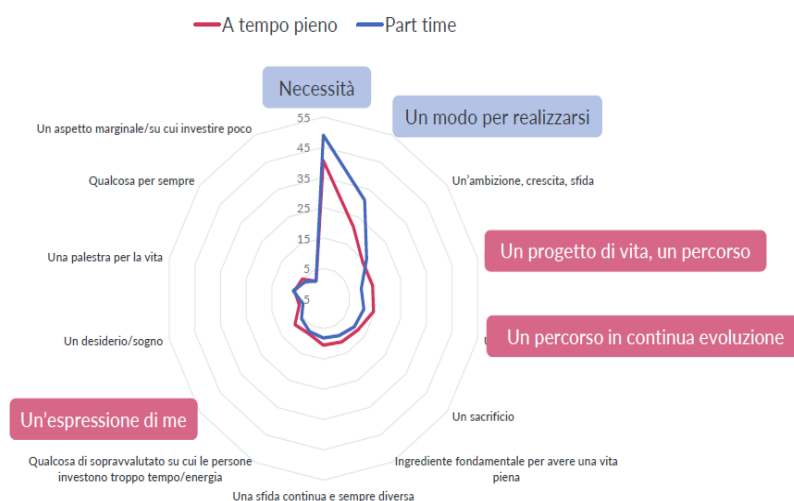 A tempo pieno
Part time
Necessità
Un modo per realizzarsi
Un aspetto marginale/su cui investire poco
Qualcosa per sempre
Un'ambizione, crescita, sfida
Una palestra per la vita
Un progetto di vita, un percorso
Un desiderio/sogno
Un percorso in continua evoluzione
Un'espressione di me
Un sacrificio
Qualcosa di sopravvalutato su cui le persone
investono troppo tempo/energia
Ingrediente fondamentale per avere una vita
piena
Una sfida continua e sempre diversa
55
45
35
25
15
5